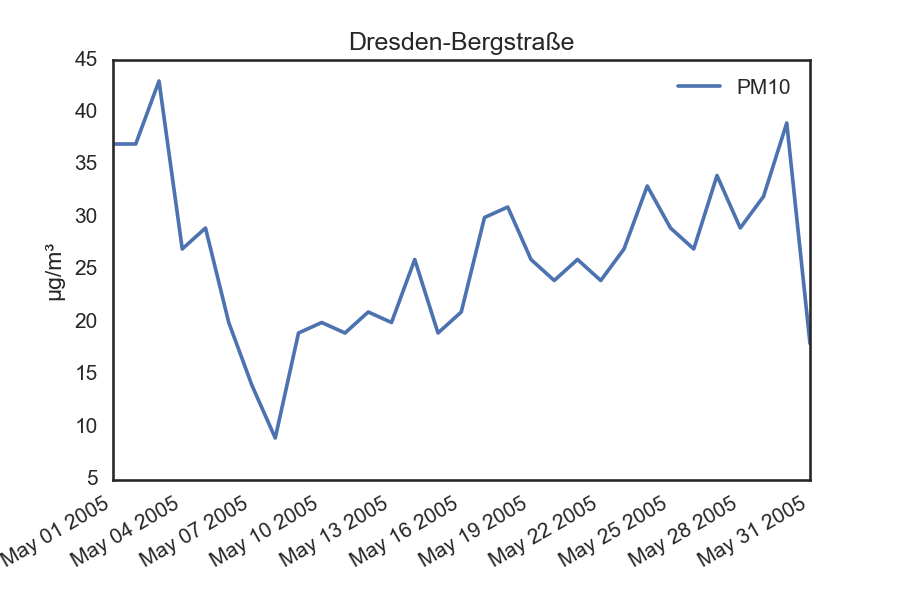 Dresden-Bergstraße
PM10
µg/m³
45
40
35
30
25
20
15
10
5
May 01 2005
May 04 2005
May 07 2005
May 10 2005
May 13 2005
May 16 2005
May 19 2005
May 22 2005
May 25 2005
May 28 2005
May 31 2005